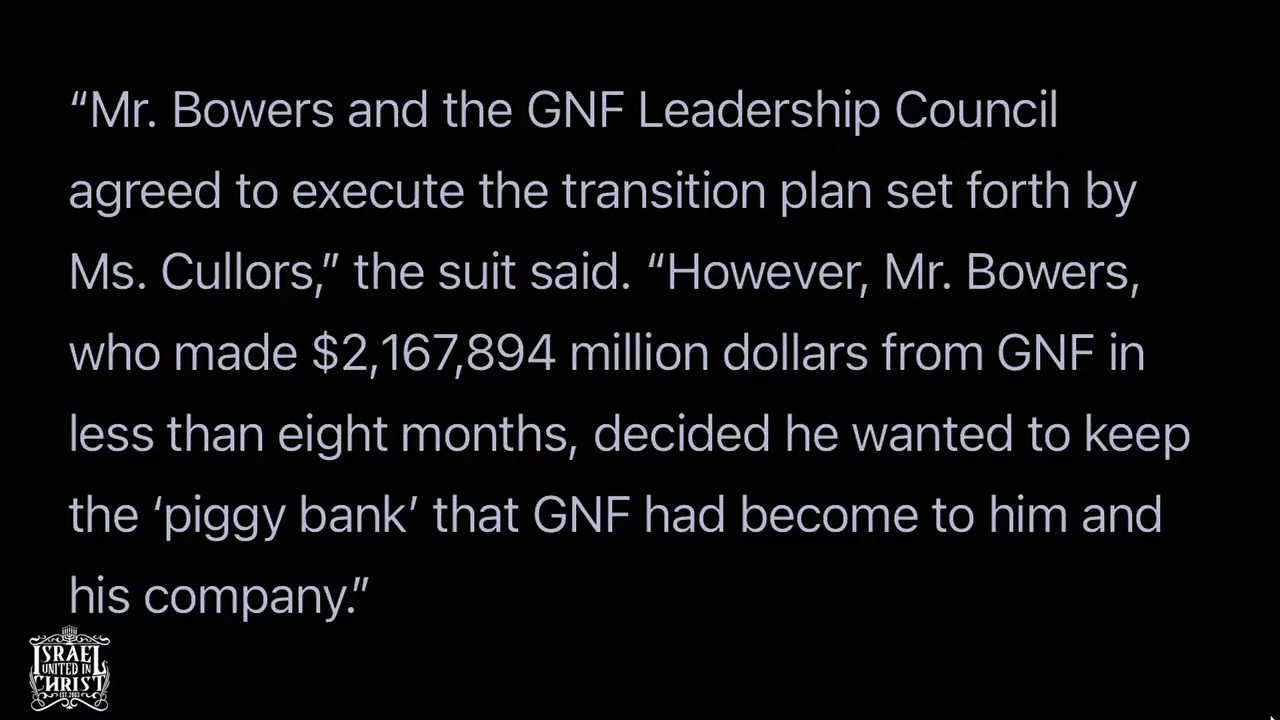 “Mr. Bowers and the GNF Leadership Council
agreed to execute the transition plan set forth by
Ms. Cullors,” the suit said. “However, Mr. Bowers,
who made $2,167,894 million dollars from GNF in
less than eight months, decided he wanted to keep
the ‘piggy bank’ that GNF had become to him and
his company.”
ISRAEL
UNITED IN
CHRIST
EST. 2003